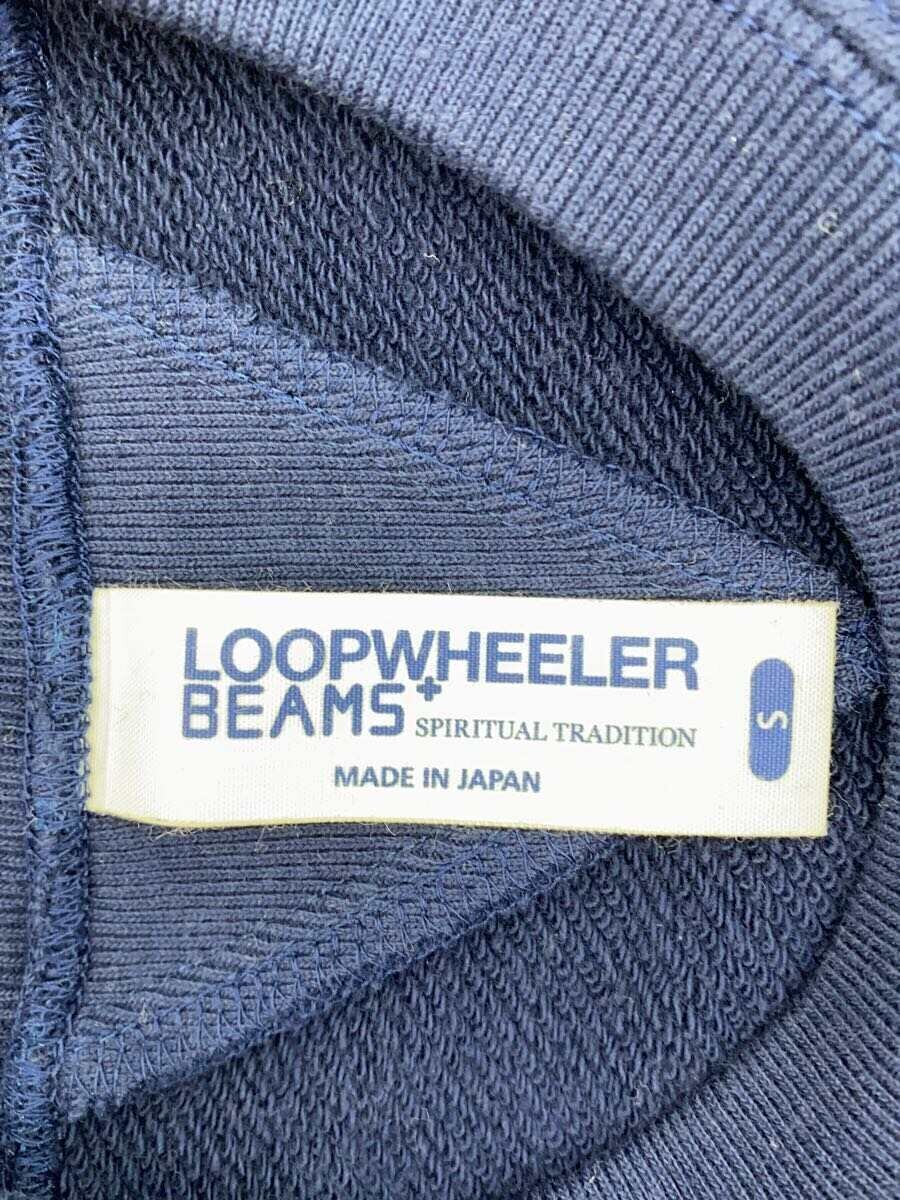 LOOPWHEELER
BEAMS+ SPIRITUAL TRADITION
MADE IN JAPAN
S